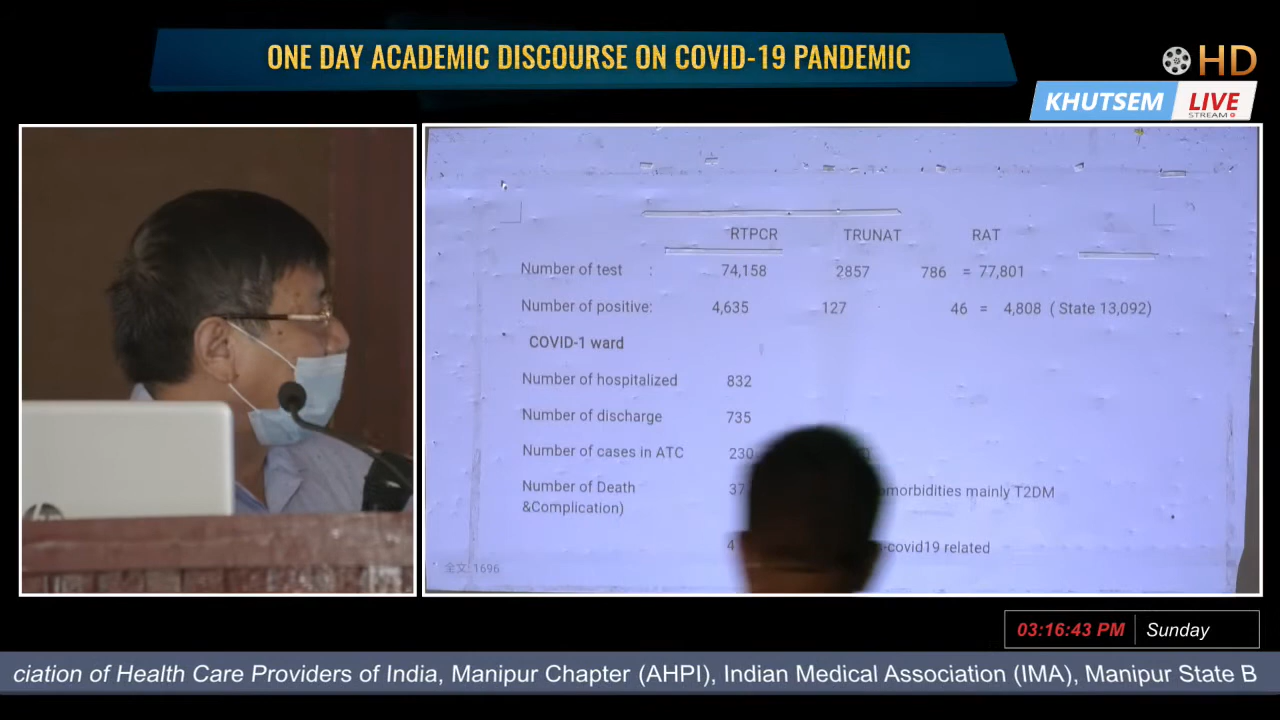 ONE DAY ACADEMIC DISCOURSE ON COVID-19 PANDEMIC
HD
KHUTSEM LIVE
STREAM
RTPCR TRUNAT RAT
Number of test : 74,158 2857 786 = 77,801
Number of positive: 4,635 127 46 = 4,808 ( State 13,092)
COVID-1 ward
Number of hospitalized 832
Number of discharge 735
Number of cases in ATC 230
Number of Death 37 morbidities mainly T2DM
&Complication)
4 -covid19 related
全文: 1696
hp
03:16:43 PM Sunday
ciation of Health Care Providers of India, Manipur Chapter (AHPI), Indian Medical Association (IMA), Manipur State B